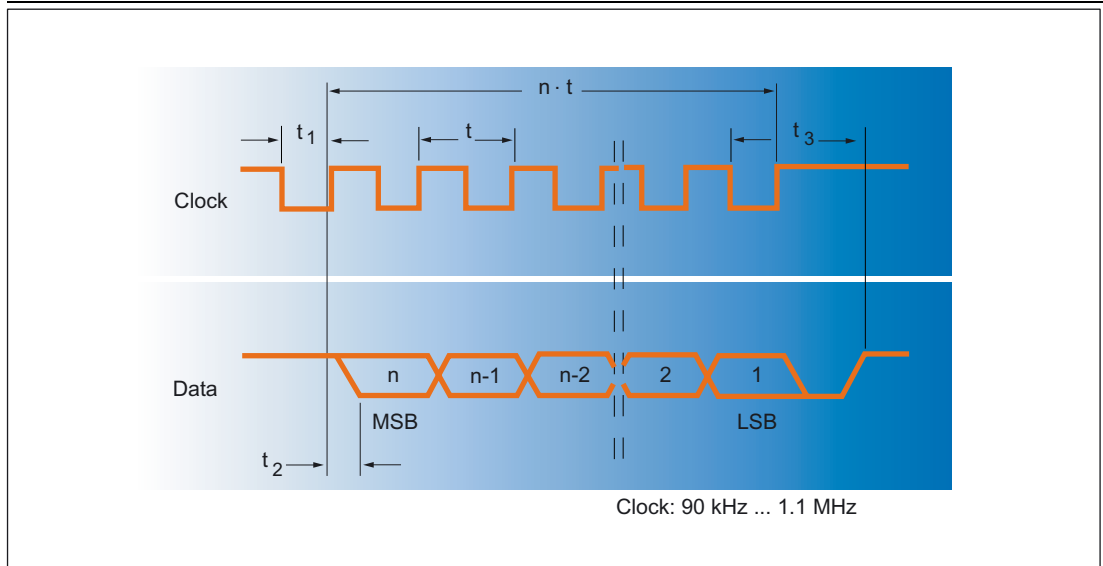 n · t
t1 t t3
Clock
n n-1 n-2 2 1
Data
MSB LSB
t2
Clock: 90 kHz ... 1.1 MHz